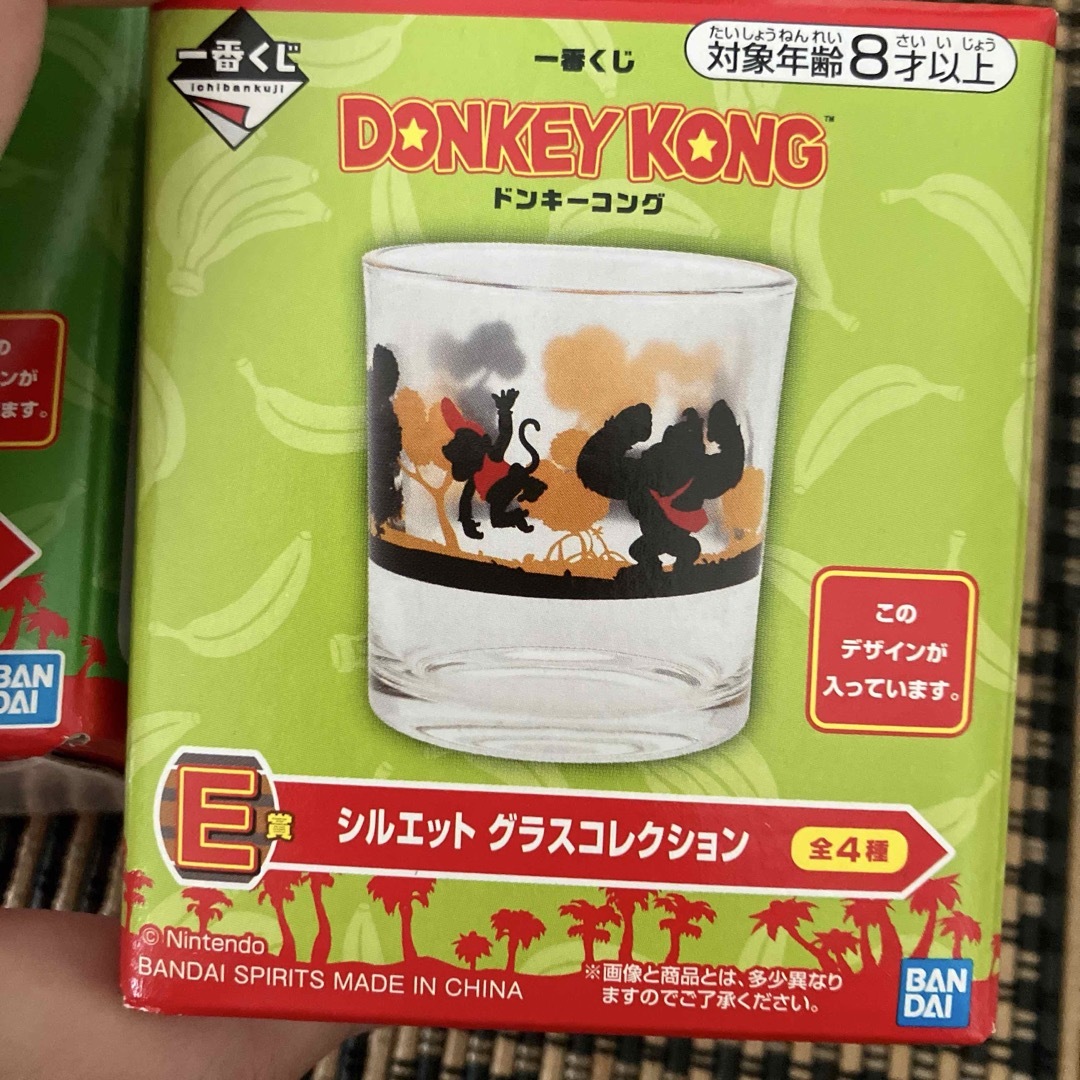 一番くじ
ichibankuji
一番くじ
たいしょうねんれい さい いじょう
対象年齢8才以上
DONKEY KONG™
ドンキーコング
この
デザインが
入っています。
E賞
シルエット グラスコレクション
全4種
© Nintendo
BANDAI SPIRITS MADE IN CHINA
※画像と商品とは、多少異なり
ますのでご了承ください。
BAN
DAI
の
ンが
ます。
BAN
DAI